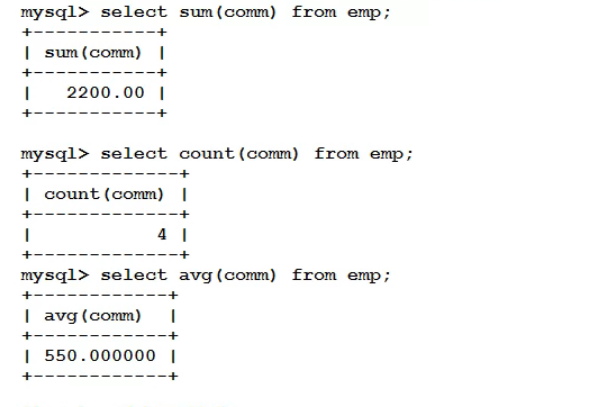 mysql> select sum(comm) from emp;
+-----------+
| sum(comm) |
+-----------+
|   2200.00 |
+-----------+
mysql> select count(comm) from emp;
+-------------+
| count(comm) |
+-------------+
|           4 |
+-------------+
mysql> select avg(comm) from emp;
+------------+
| avg(comm)  |
+------------+
| 550.000000 |
+------------+